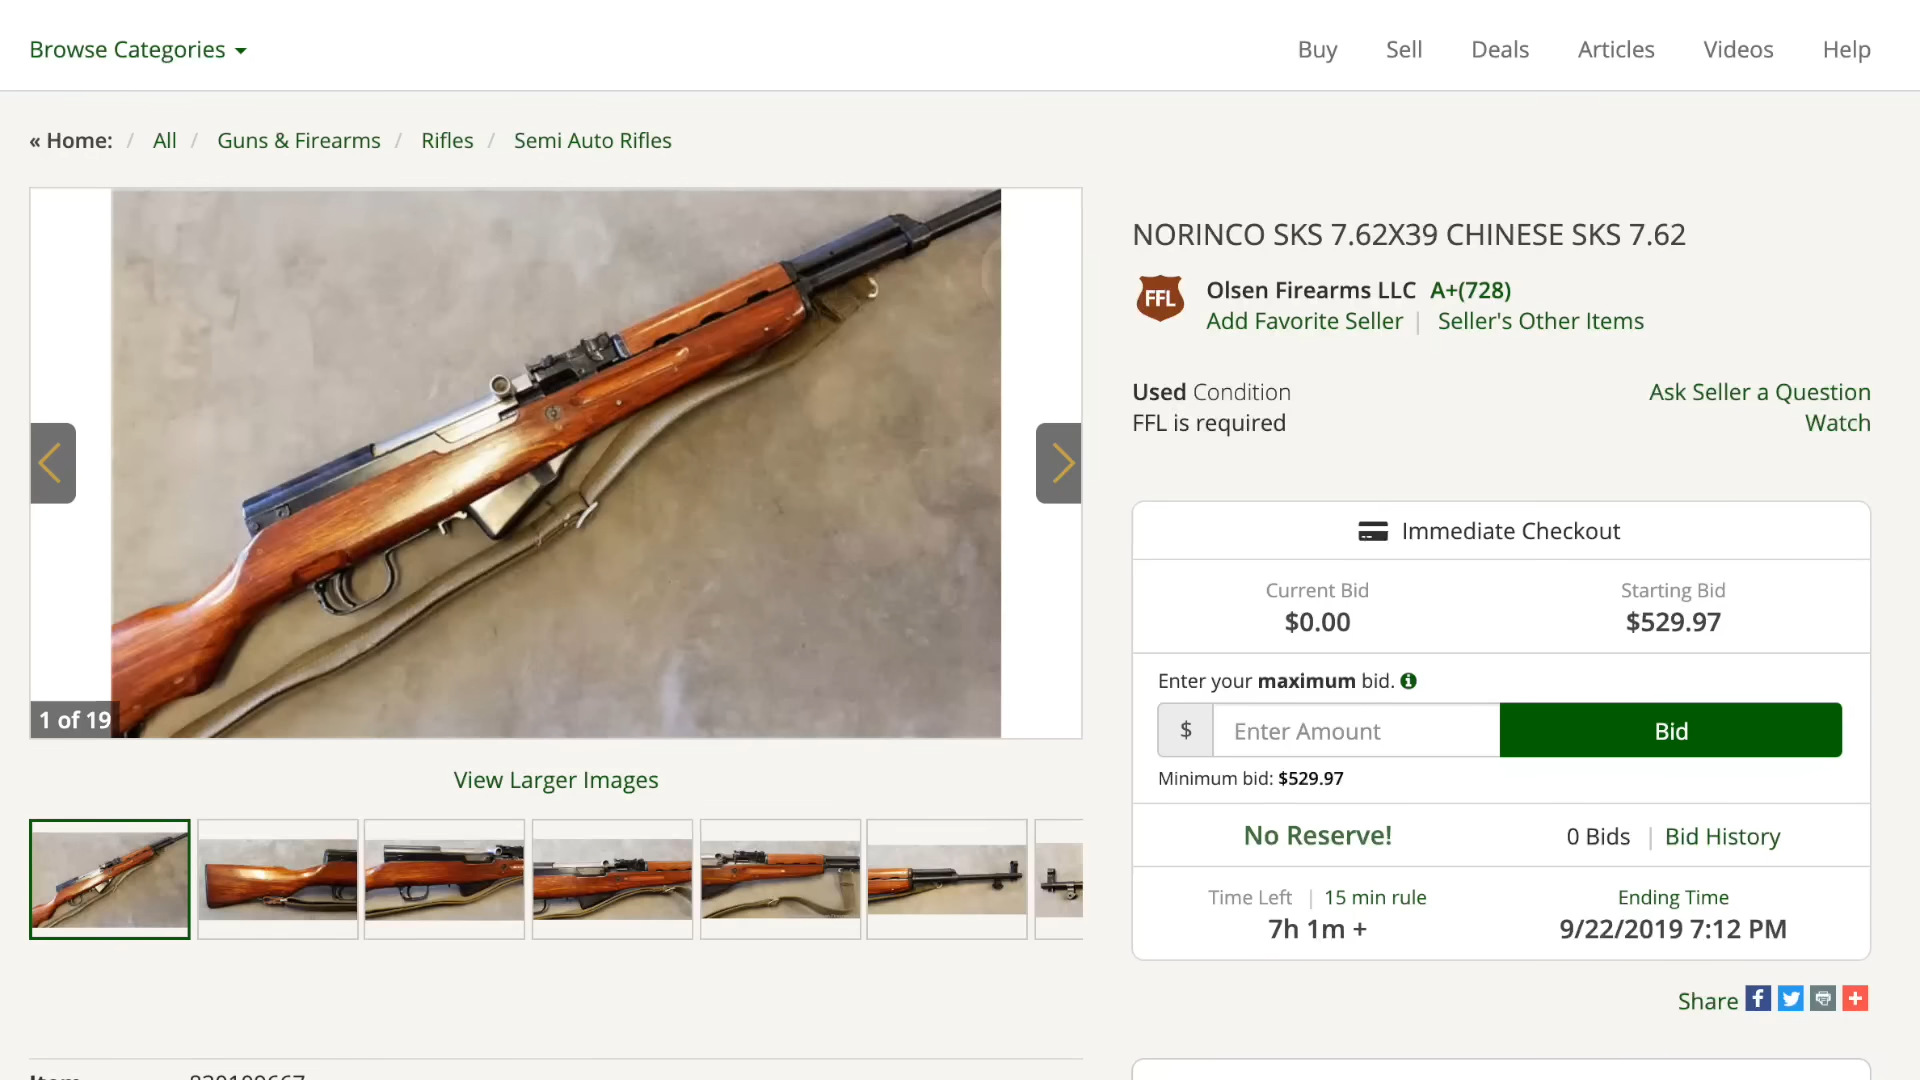 Browse Categories
Buy Sell Deals Articles Videos Help
« Home: / All / Guns & Firearms / Rifles / Semi Auto Rifles
1 of 19
View Larger Images
NORINCO SKS 7.62X39 CHINESE SKS 7.62
FFL
Olsen Firearms LLC A+(728)
Add Favorite Seller | Seller's Other Items
Used Condition
FFL is required
Ask Seller a Question
Watch
Immediate Checkout
Current Bid
$0.00
Starting Bid
$529.97
Enter your maximum bid.
$ Enter Amount
Bid
Minimum bid: $529.97
No Reserve!
0 Bids | Bid History
Time Left | 15 min rule
7h 1m +
Ending Time
9/22/2019 7:12 PM
Share